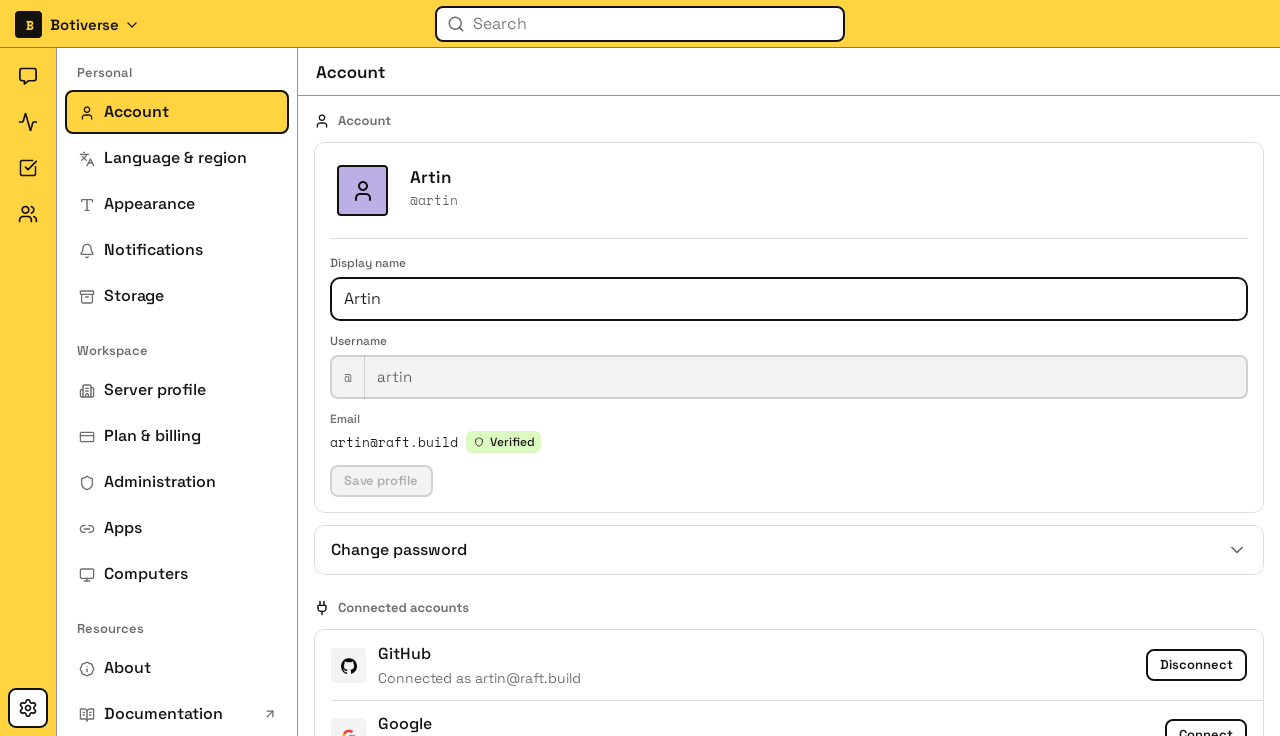 B Botiverse
Search
Personal
Account
Language & region
Appearance
Notifications
Storage
Workspace
Server profile
Plan & billing
Administration
Apps
Computers
Resources
About
Documentation
Account
Account
Artin
@artin
Display name
Artin
Username
@ artin
Email
artin@raft.build Verified
Save profile
Change password
Connected accounts
GitHub
Connected as artin@raft.build
Disconnect
Google
Connect